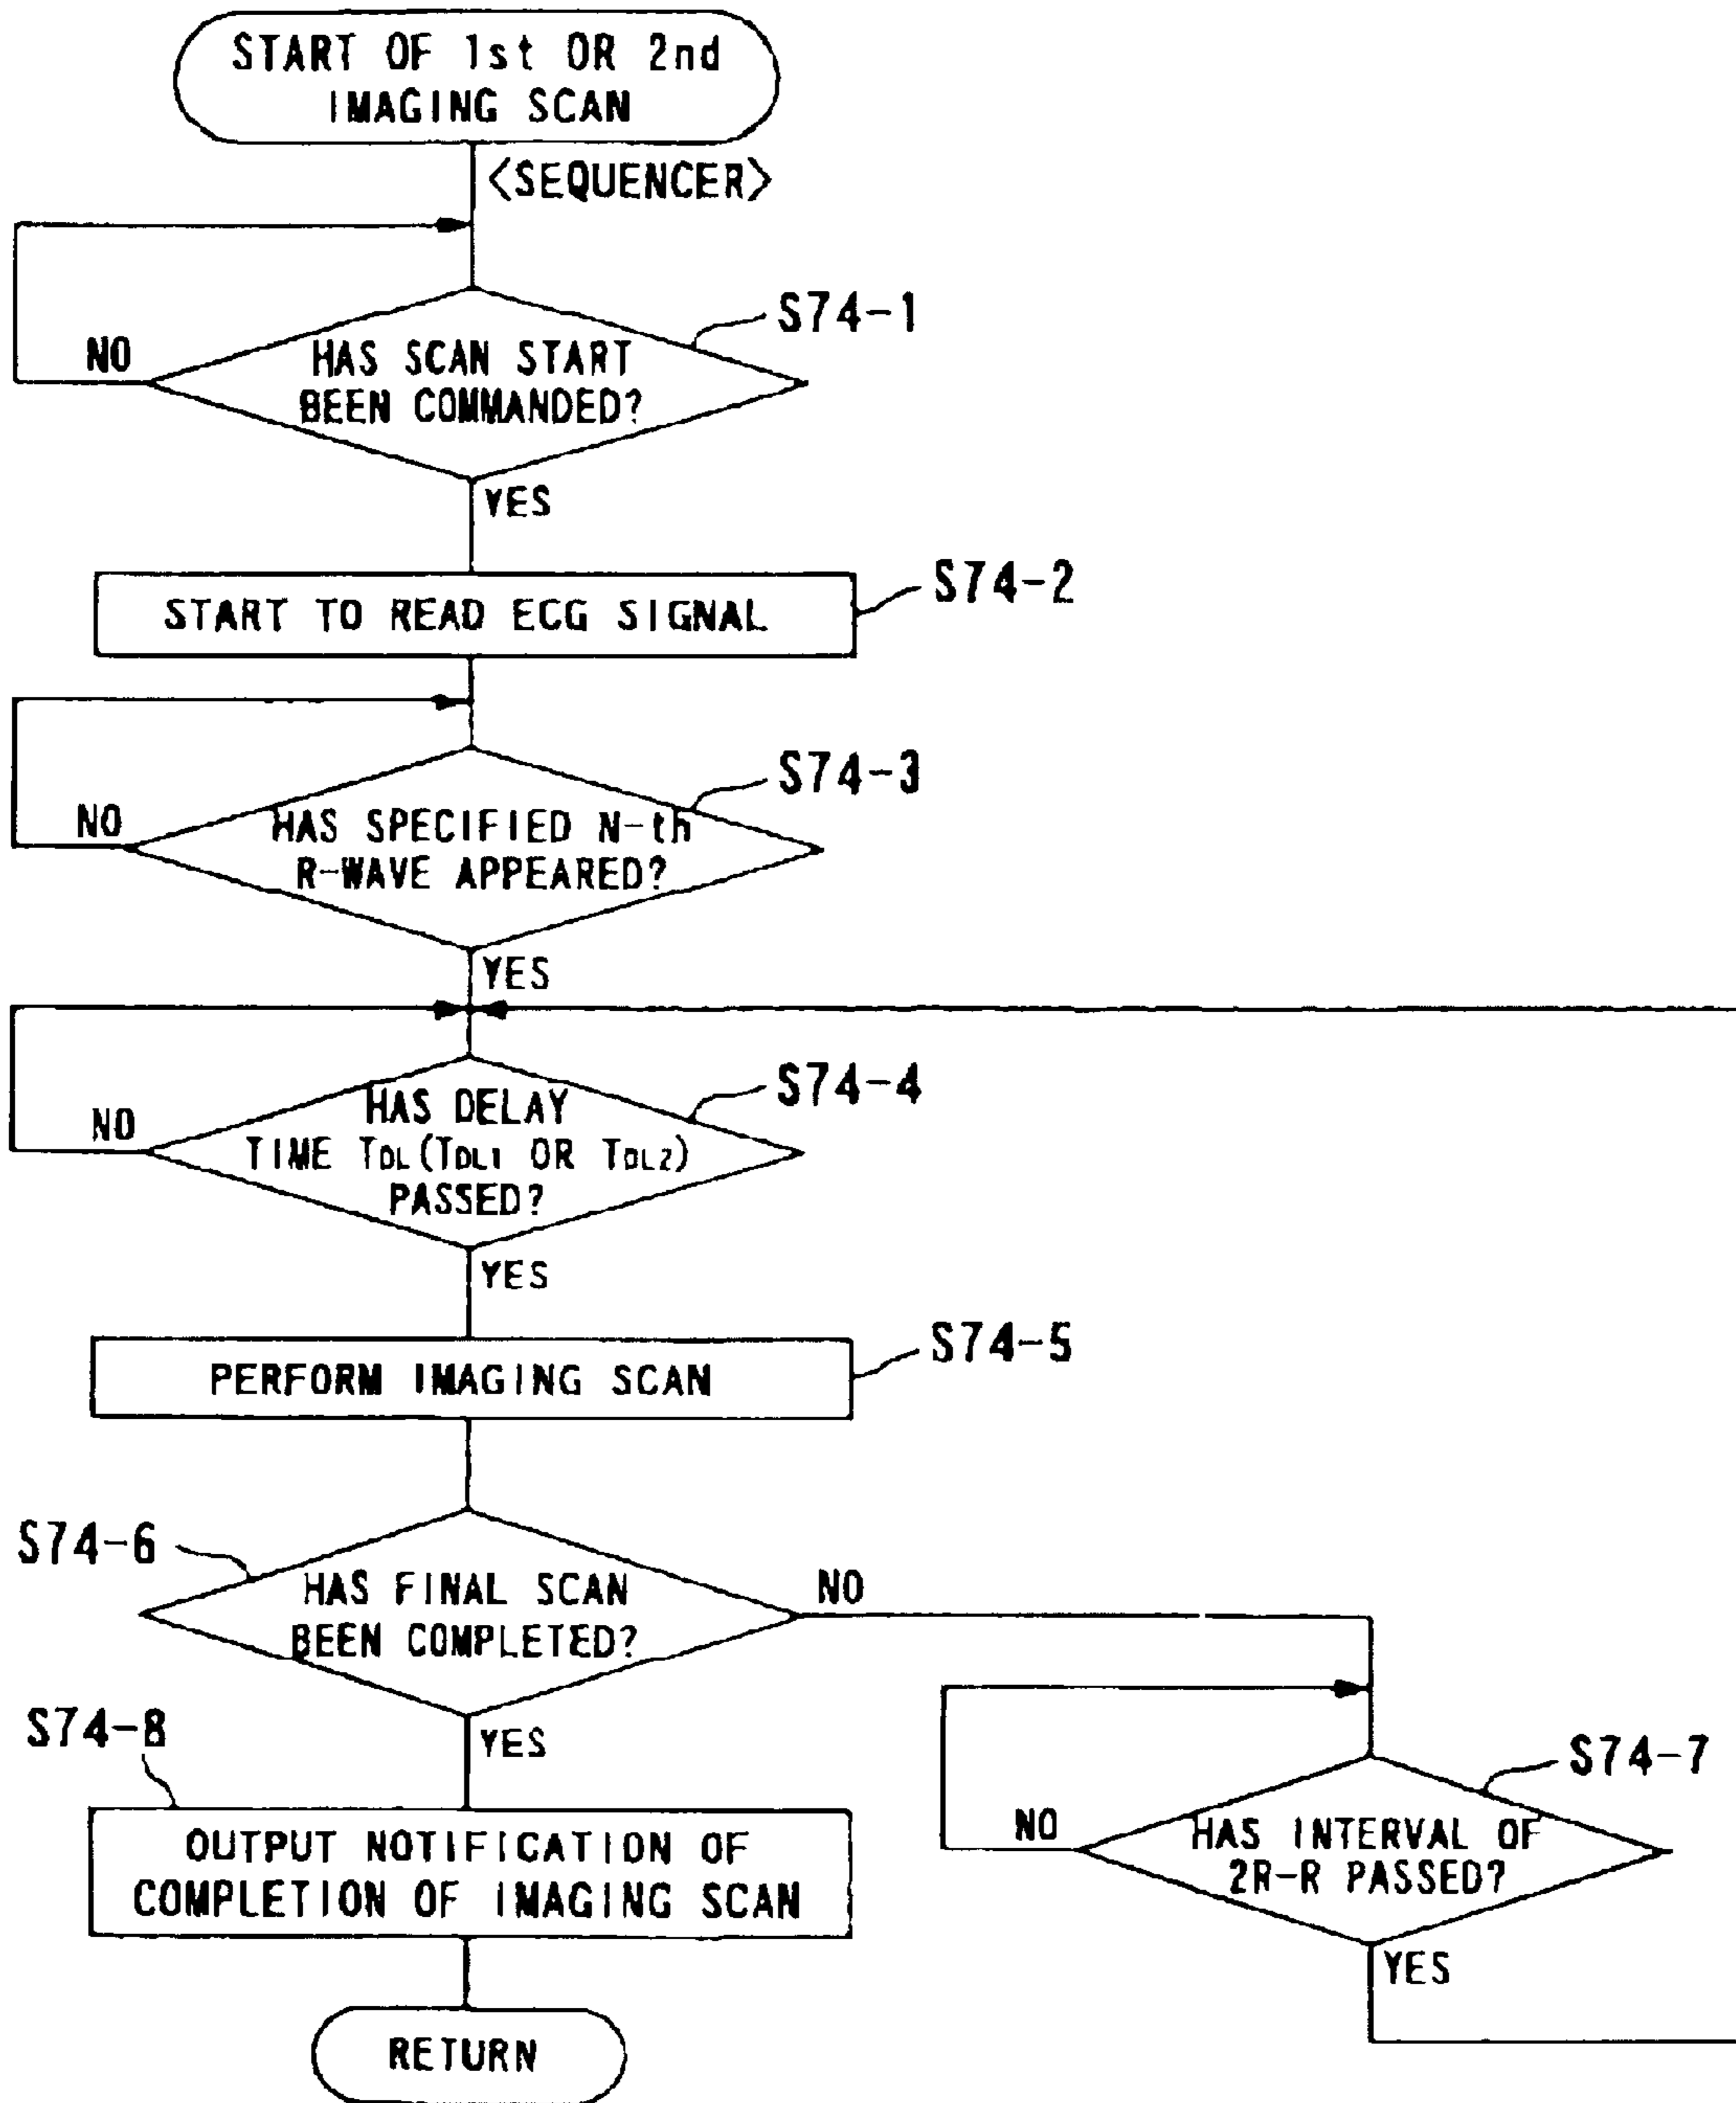 START OF 1st OR 2nd
IMAGING SCAN
<SEQUENCER>
S74-1
NO
HAS SCAN START
BEEN COMMANDED?
YES
S74-2
START TO READ ECG SIGNAL
S74-3
NO
HAS SPECIFIED N-th
R-WAVE APPEARED?
YES
S74-4
NO
HAS DELAY
TIME TDL(TDL1 OR TDL2)
PASSED?
YES
S74-5
PERFORM IMAGING SCAN
S74-6
HAS FINAL SCAN
BEEN COMPLETED?
NO
YES
S74-8
OUTPUT NOTIFICATION OF
COMPLETION OF IMAGING SCAN
S74-7
NO
HAS INTERVAL OF
2R-R PASSED?
YES
RETURN